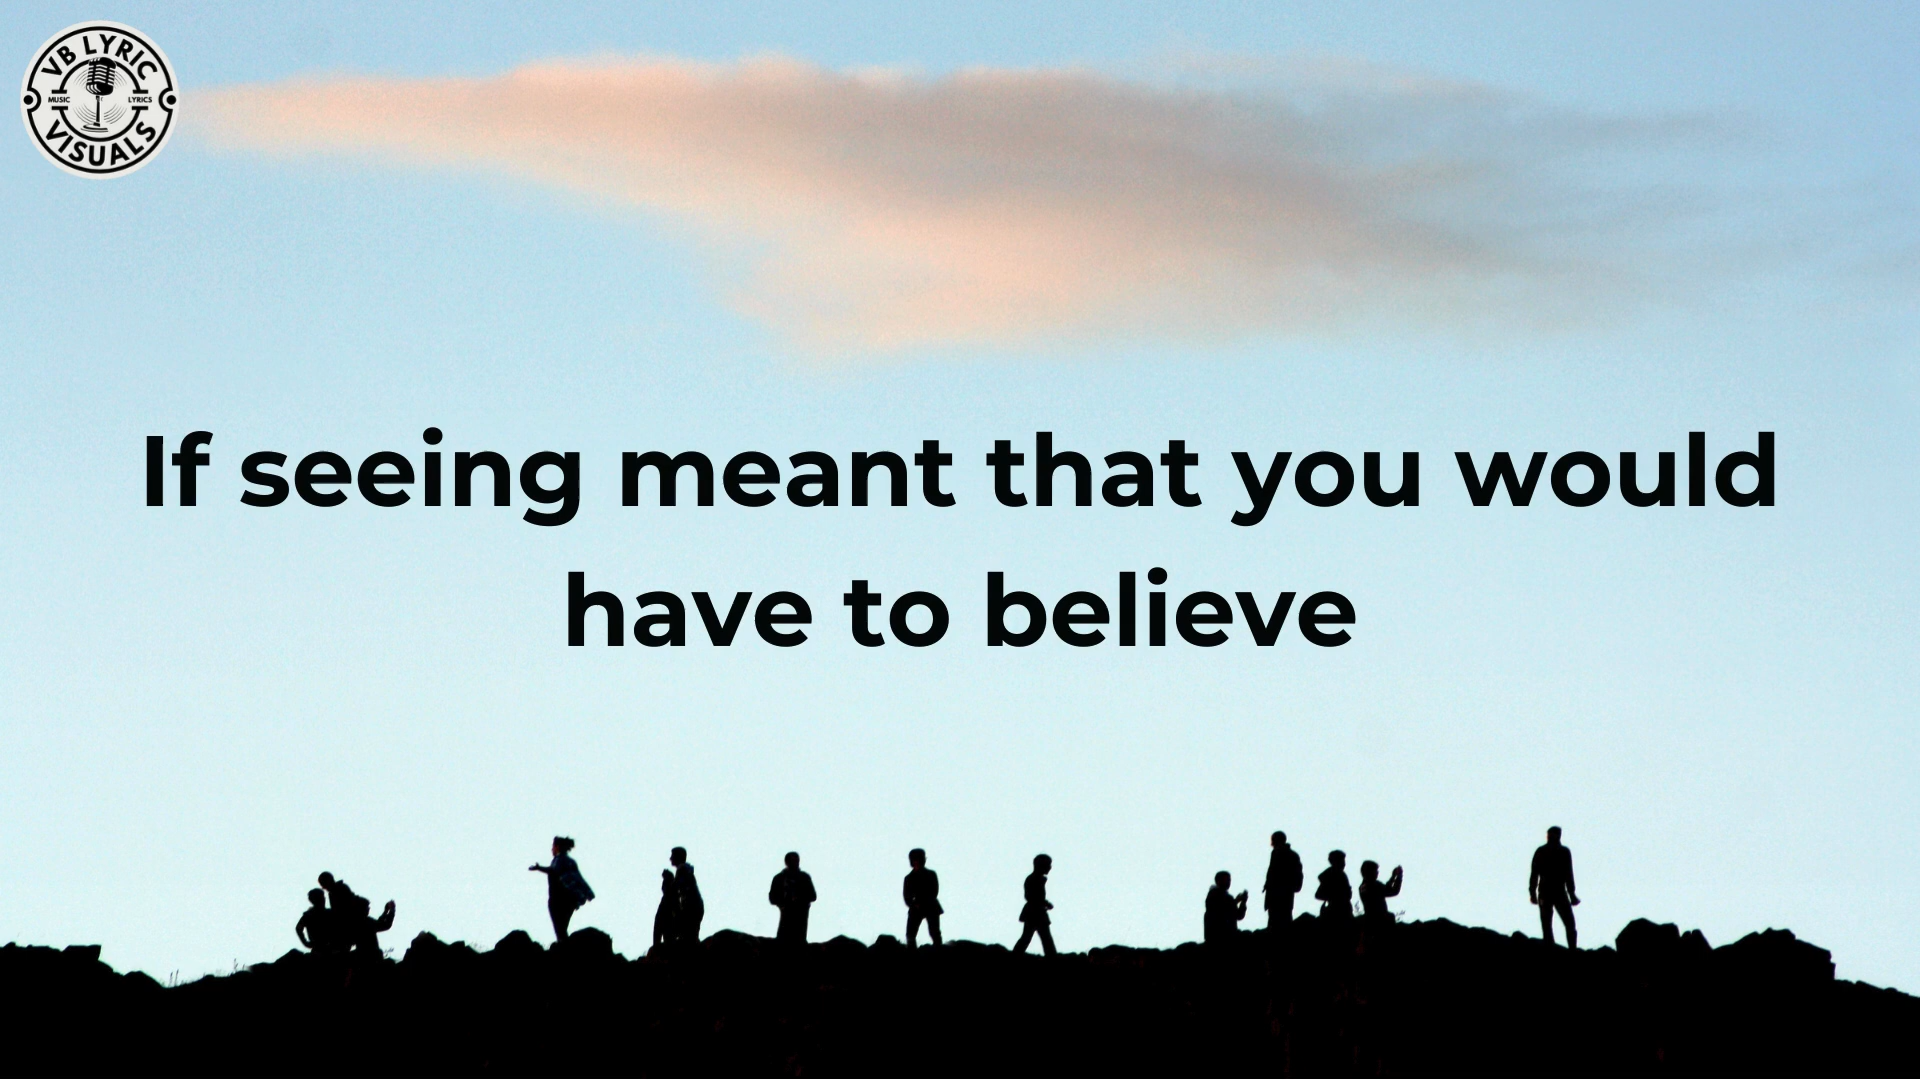 VB LYRIC
MUSIC LYRICS
VISUALS
If seeing meant that you would
have to believe